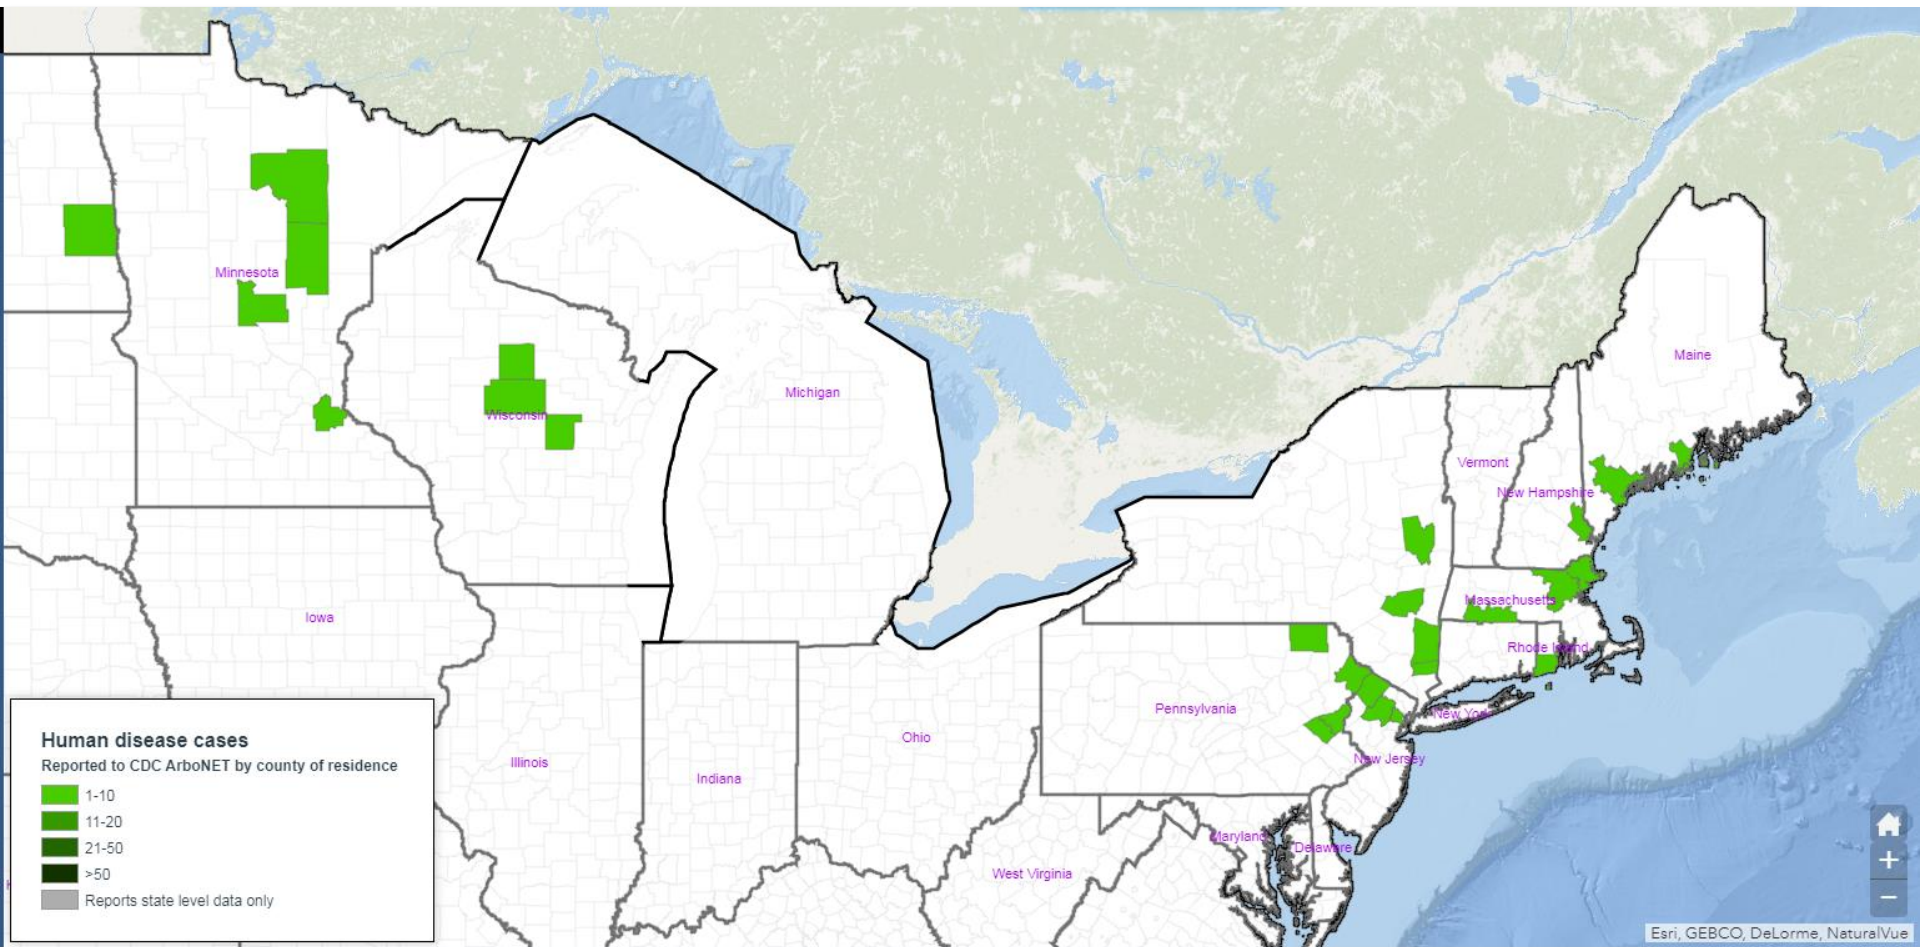 Minnesota
Maine
Michigan
Wisconsin
Vermont
New Hampshire
Massachusetts
Iowa
Rhode Island
Pennsylvania
New York
Ohio
New Jersey
Illinois
Indiana
Maryland
Delaware
West Virginia
Human disease cases
Reported to CDC ArboNET by county of residence
1-10
11-20
21-50
>50
Reports state level data only
+
−
Esri, GEBCO, DeLorme, NaturalVue